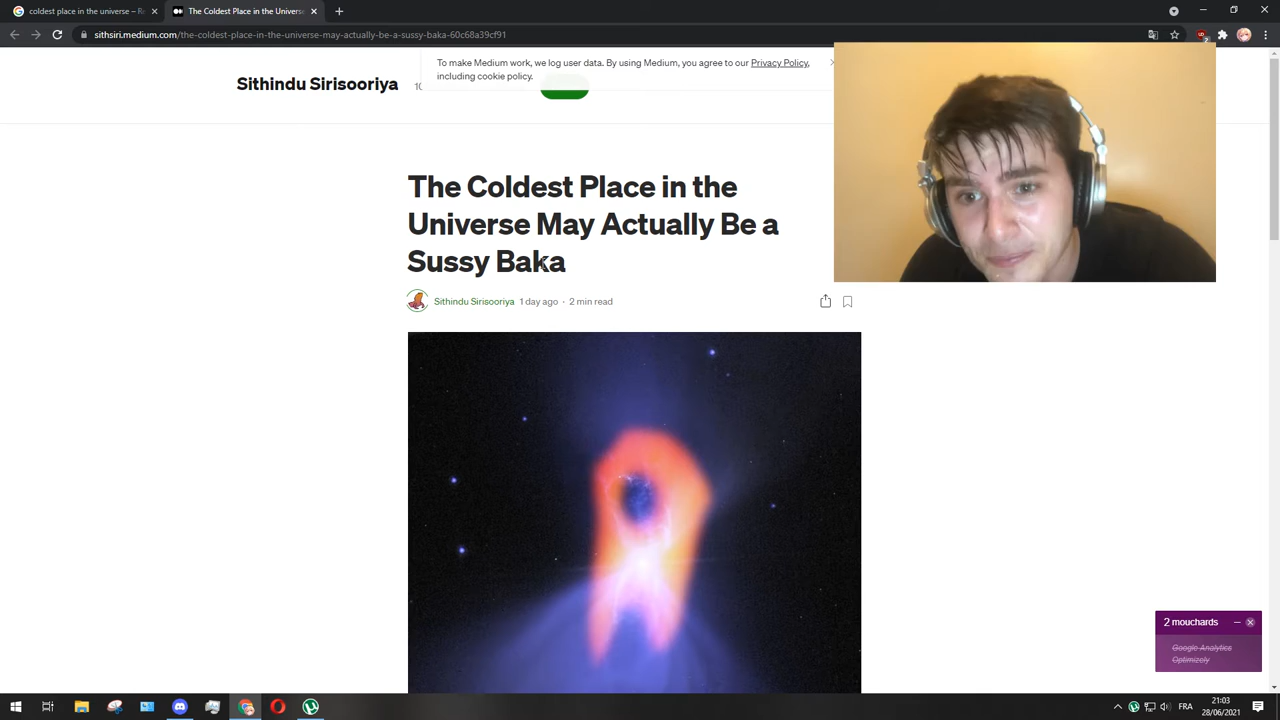 coldest place in the universe – Re
The Coldest Place in the Universe
sithsiri.medium.com/the-coldest-place-in-the-universe-may-actually-be-a-sussy-baka-60c68a39cf91
To make Medium work, we log user data. By using Medium, you agree to our Privacy Policy,
including cookie policy.
Sithindu Sirisooriya
The Coldest Place in the
Universe May Actually Be a
Sussy Baka
Sithindu Sirisooriya 1 day ago · 2 min read
2 mouchards
Google Analytics
Optimizely
FRA
21:03
28/06/2021